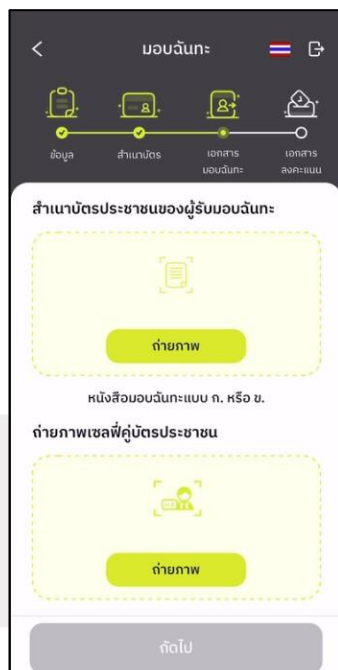 มอบฉันทะ
ข้อมูล
สำเนาบัตร
เอกสาร
มอบฉันทะ
เอกสาร
ลงคะแนน
สำเนาบัตรประชาชนของผู้รับมอบฉันทะ
ถ่ายภาพ
หนังสือมอบฉันทะแบบ ก. หรือ ข.
ถ่ายภาพเซลฟี่คู่บัตรประชาชน
ถ่ายภาพ
ถัดไป